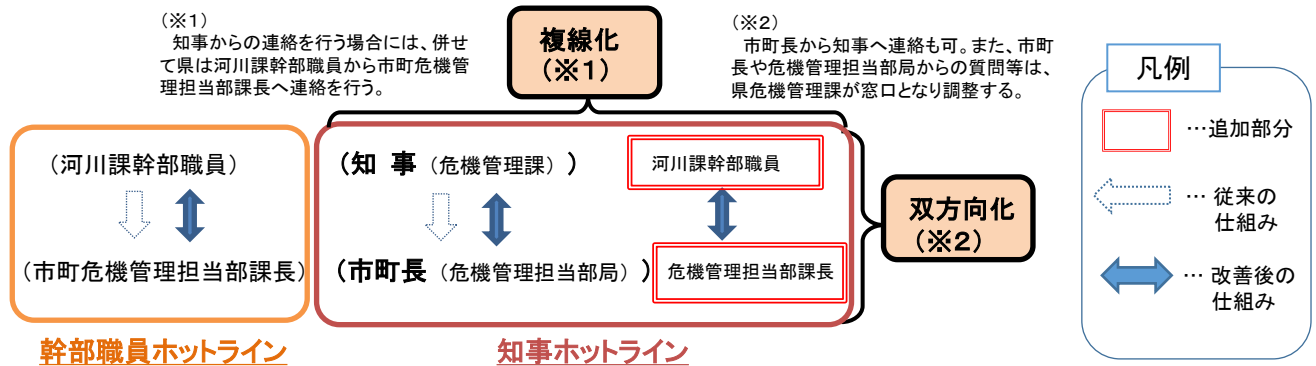 (※1)
知事からの連絡を行う場合には、併せ
て県は河川課幹部職員から市町危機管
理担当部課長へ連絡を行う。
複線化
(※1)
(※2)
市町長から知事へ連絡も可。また、市町
長や危機管理担当部局からの質問等は、
県危機管理課が窓口となり調整する。
(河川課幹部職員)
(市町危機管理担当部課長)
幹部職員ホットライン
(知 事 (危機管理課))
河川課幹部職員
(市町長 (危機管理担当部局))
危機管理担当部課長
知事ホットライン
双方向化
(※2)
凡例
…追加部分
… 従来の
仕組み
… 改善後の
仕組み